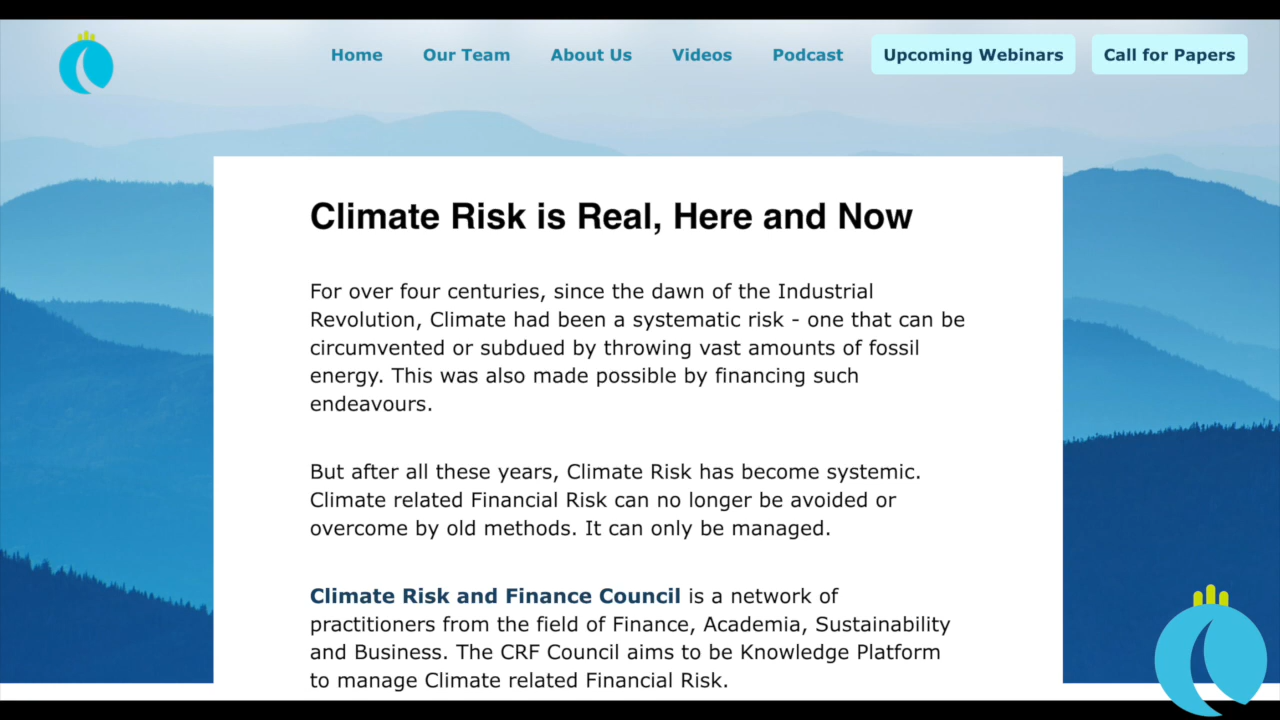 Home Our Team About Us Videos Podcast Upcoming Webinars Call for Papers
Climate Risk is Real, Here and Now
For over four centuries, since the dawn of the Industrial
Revolution, Climate had been a systematic risk - one that can be
circumvented or subdued by throwing vast amounts of fossil
energy. This was also made possible by financing such
endeavours.
But after all these years, Climate Risk has become systemic.
Climate related Financial Risk can no longer be avoided or
overcome by old methods. It can only be managed.
Climate Risk and Finance Council is a network of
practitioners from the field of Finance, Academia, Sustainability
and Business. The CRF Council aims to be Knowledge Platform
to manage Climate related Financial Risk.